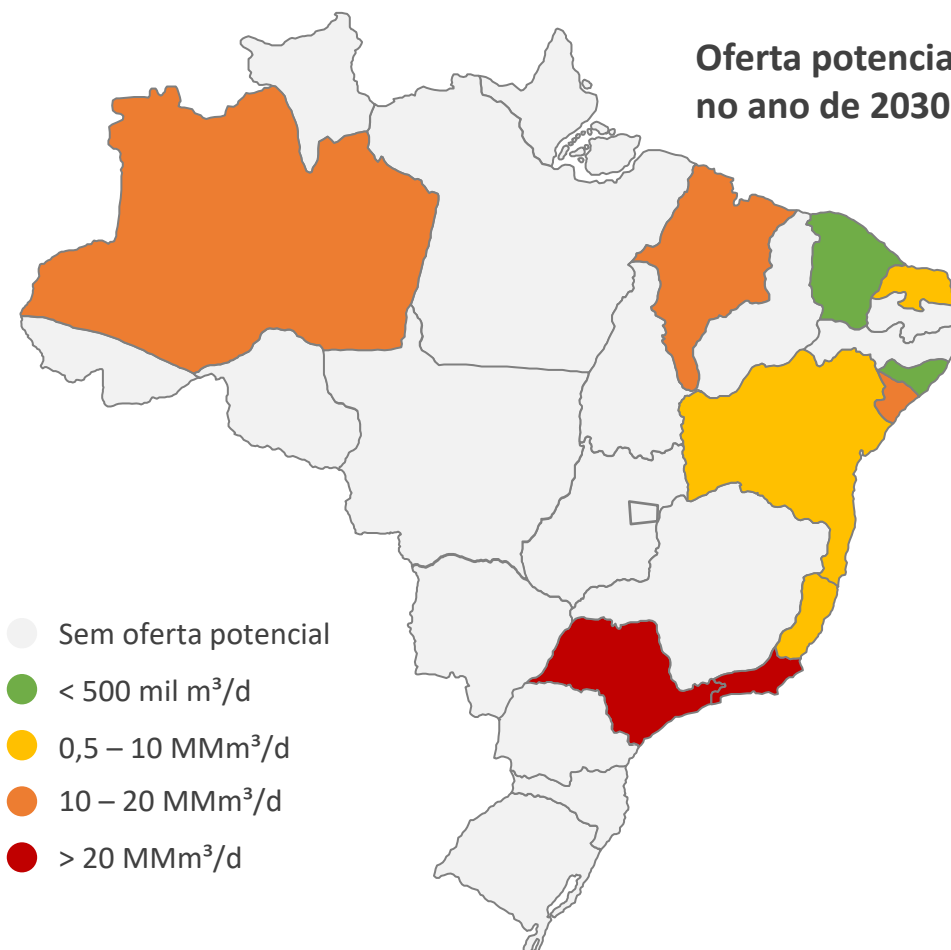 Oferta potencia
no ano de 2030
Sem oferta potencial
< 500 mil m³/d
0,5 – 10 MMm³/d
10 – 20 MMm³/d
> 20 MMm³/d